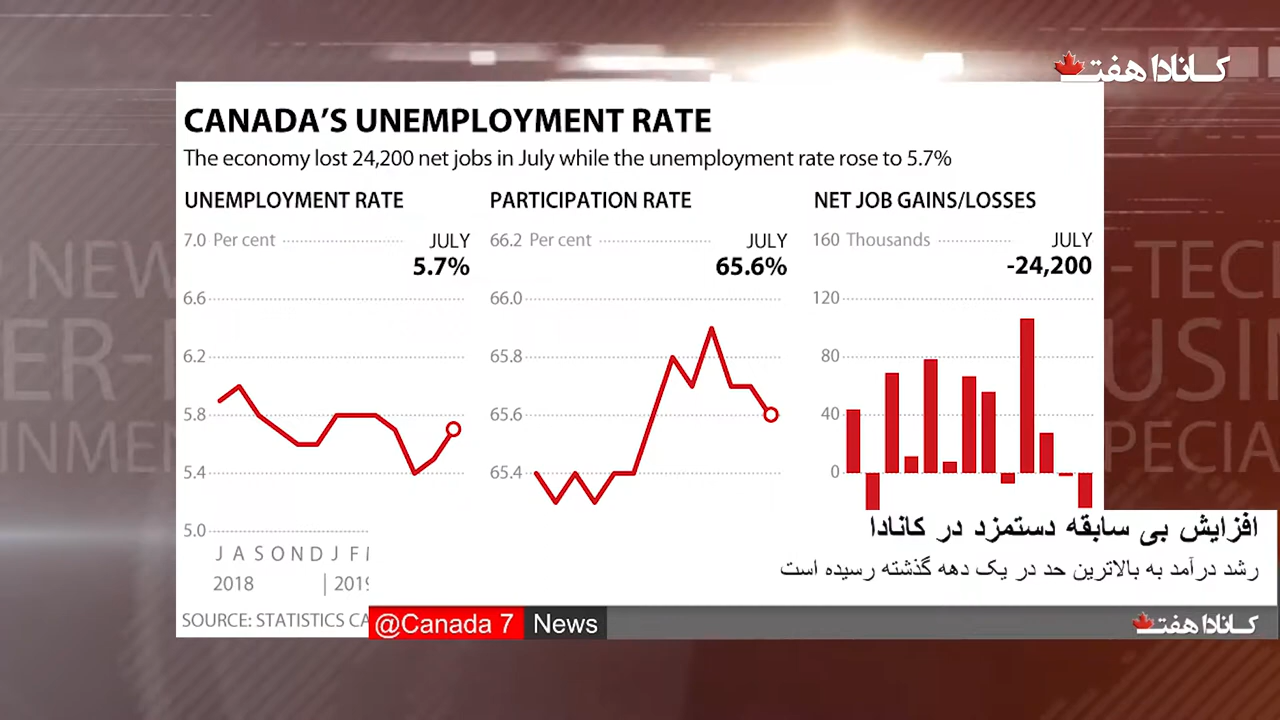 کانادا هفت
CANADA'S UNEMPLOYMENT RATE
The economy lost 24,200 net jobs in July while the unemployment rate rose to 5.7%
UNEMPLOYMENT RATE
7.0 Per cent
JULY
5.7%
6.6
6.2
5.8
5.4
5.0
J A S O N D J F
2018
SOURCE: STATISTICS
PARTICIPATION RATE
66.2 Per cent
JULY
65.6%
66.0
65.8
65.6
65.4
NET JOB GAINS/LOSSES
160 Thousands
JULY
-24,200
120
80
40
0
افزایش بی سابقه دستمزد در کانادا
رشد درآمد به بالاترین حد در یک دهه گذشته رسیده است
@Canada 7 News
کانادا هفت
NEW